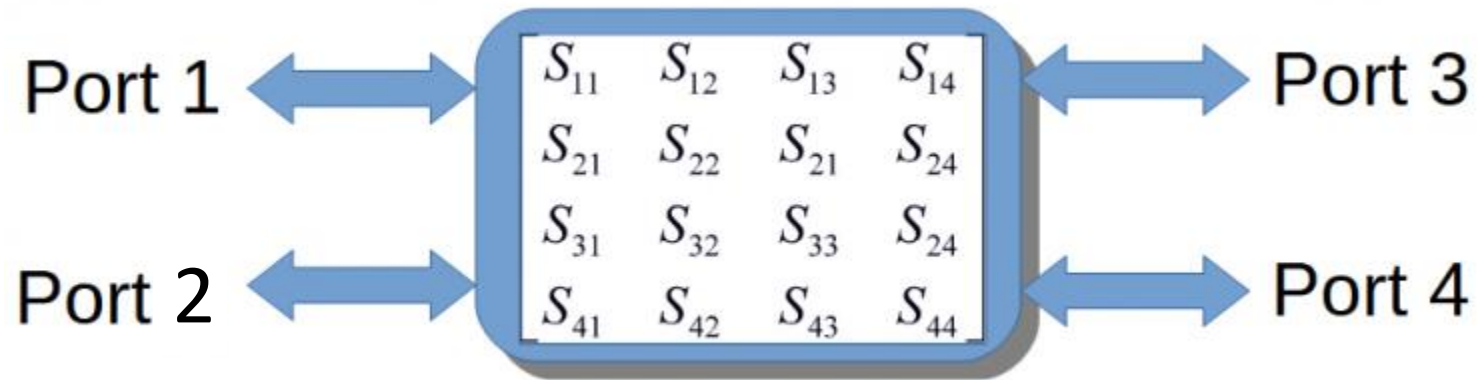 Port 1
Port 2
S11 S12 S13 S14
S21 S22 S21 S24
S31 S32 S33 S24
S41 S42 S43 S44
Port 3
Port 4